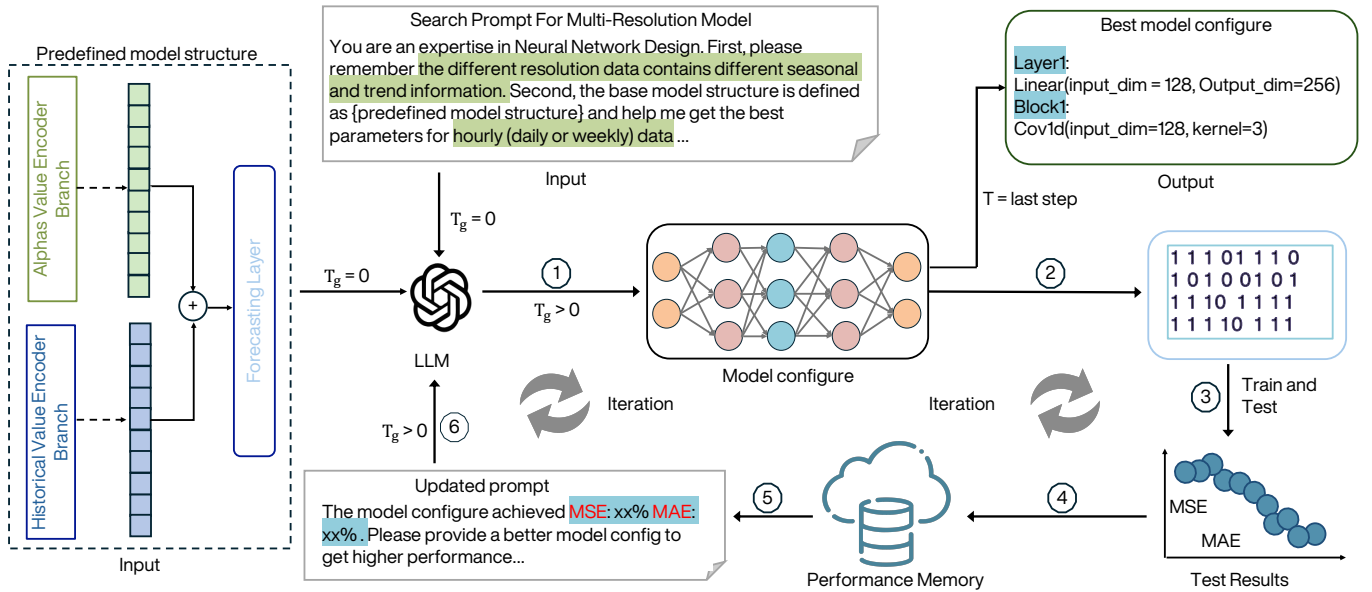 Predefined model structure
Alphas Value Encoder
Branch
Historical Value Encoder
Branch
+
Forecasting Layer
Input
Search Prompt For Multi-Resolution Model
You are an expertise in Neural Network Design. First, please
remember the different resolution data contains different seasonal
and trend information. Second, the base model structure is defined
as {predefined model structure} and help me get the best
parameters for hourly (daily or weekly) data ...
Input
T_g = 0
T_g = 0
LLM
1
T_g > 0
Model configure
T = last step
Best model configure
Layer1:
Linear(input_dim = 128, Output_dim=256)
Block1:
Cov1d(input_dim=128, kernel=3)
Output
2
1 1 1 0 1 1 1 0
1 0 1 0 0 1 0 1
1 1 1 0 1 1 1 1
1 1 1 1 0 1 1 1
3
Train and
Test
Iteration
Iteration
MSE
MAE
Test Results
4
Performance Memory
5
Updated prompt
The model configure achieved MSE: xx% MAE:
xx% . Please provide a better model config to
get higher performance...
T_g > 0
6